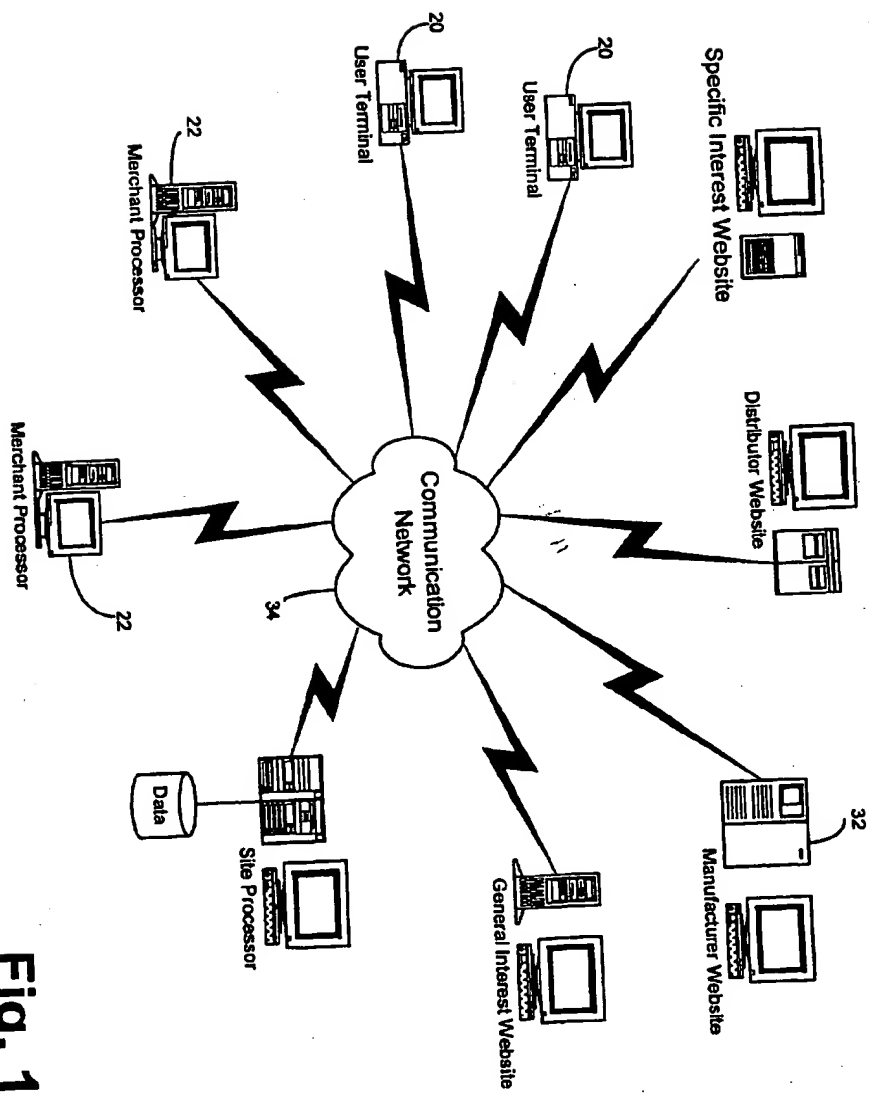 Specific Interest Website
20
User Terminal
20
User Terminal
22
Merchant Processor
Distributor Website
Communication
Network
34
Merchant Processor
22
32
Manufacturer Website
General Interest Website
Site Processor
Data
Fig. 1